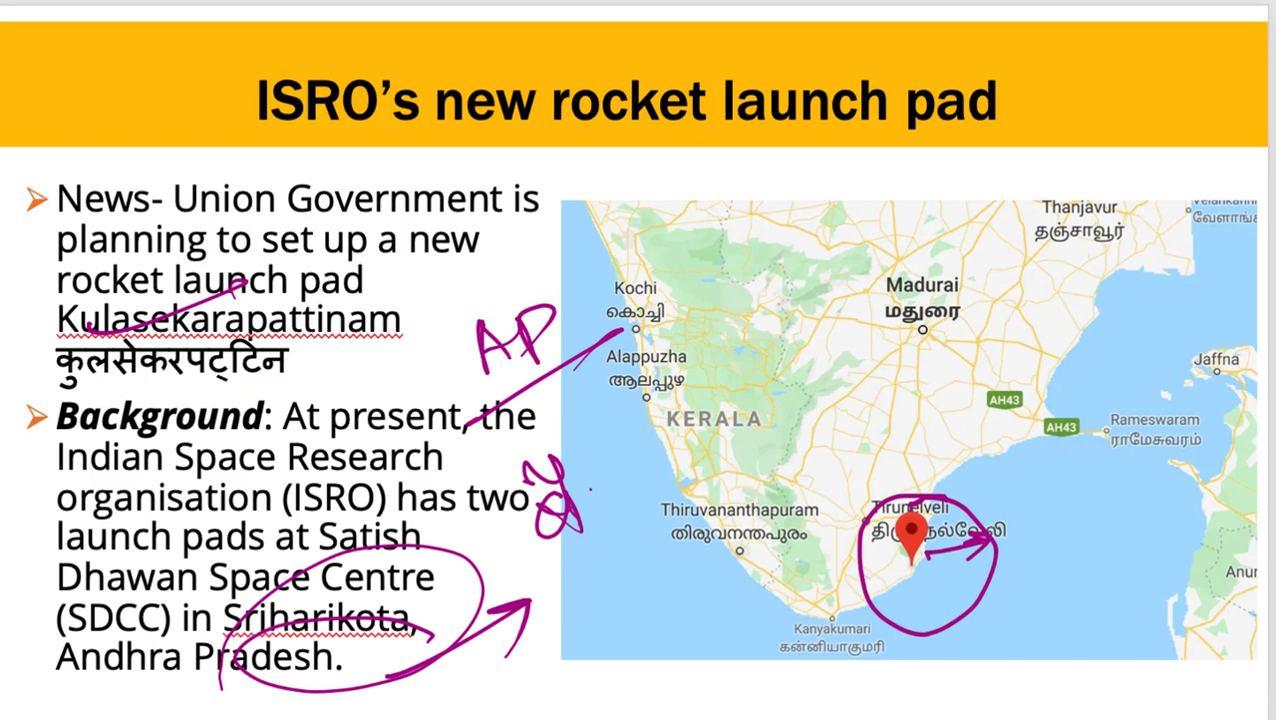 ISRO’s new rocket launch pad
➢ News- Union Government is
planning to set up a new
rocket launch pad
Kulasekarapattinam
कुलसेकरपट्टिनम
➢ Background: At present, the
Indian Space Research
organisation (ISRO) has two
launch pads at Satish
Dhawan Space Centre
(SDCC) in Sriharikota,
Andhra Pradesh.
AP
Thanjavur
தஞ்சாவூர்
Kochi
കൊച്ചി
Madurai
மதுரை
Alappuzha
ആലപ്പുഴ
Jaffna
KERALA
AH43
AH43
Rameswaram
ராமேசுவரம்
Thiruvananthapuram
തിരുവനന്തപുരം
Tirunelveli
Kanyakumari
கன்னியாகுமரி